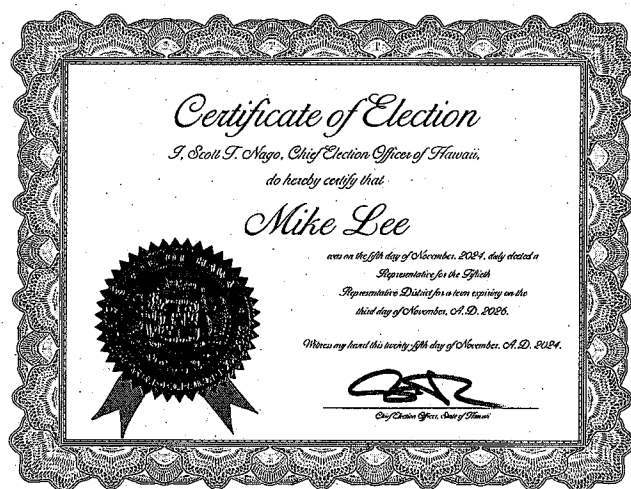 Certificate of Election
I, Scott T. Nago, Chief Election Officer of Hawaii,
do hereby certify that
Mike Lee
was on the fifth day of November, 2024, duly elected a
Representative for the Fiftieth
Representative District for a term expiring on the
third day of November, A.D. 2026.
Witness my hand this twenty-fifth day of November, A.D. 2024.
Chief Election Officer, State of Hawaii